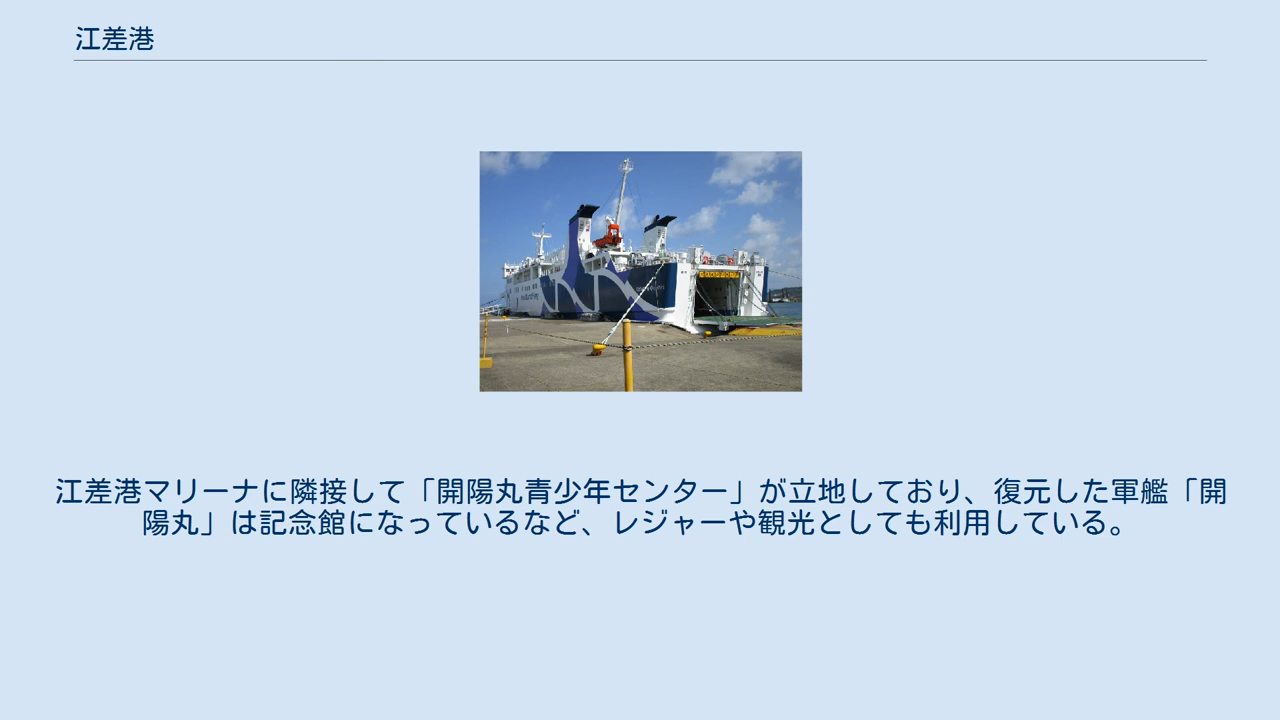 江差港
江差港マリーナに隣接して「開陽丸青少年センター」が立地しており、復元した軍艦「開
陽丸」は記念館になっているなど、レジャーや観光としても利用している。